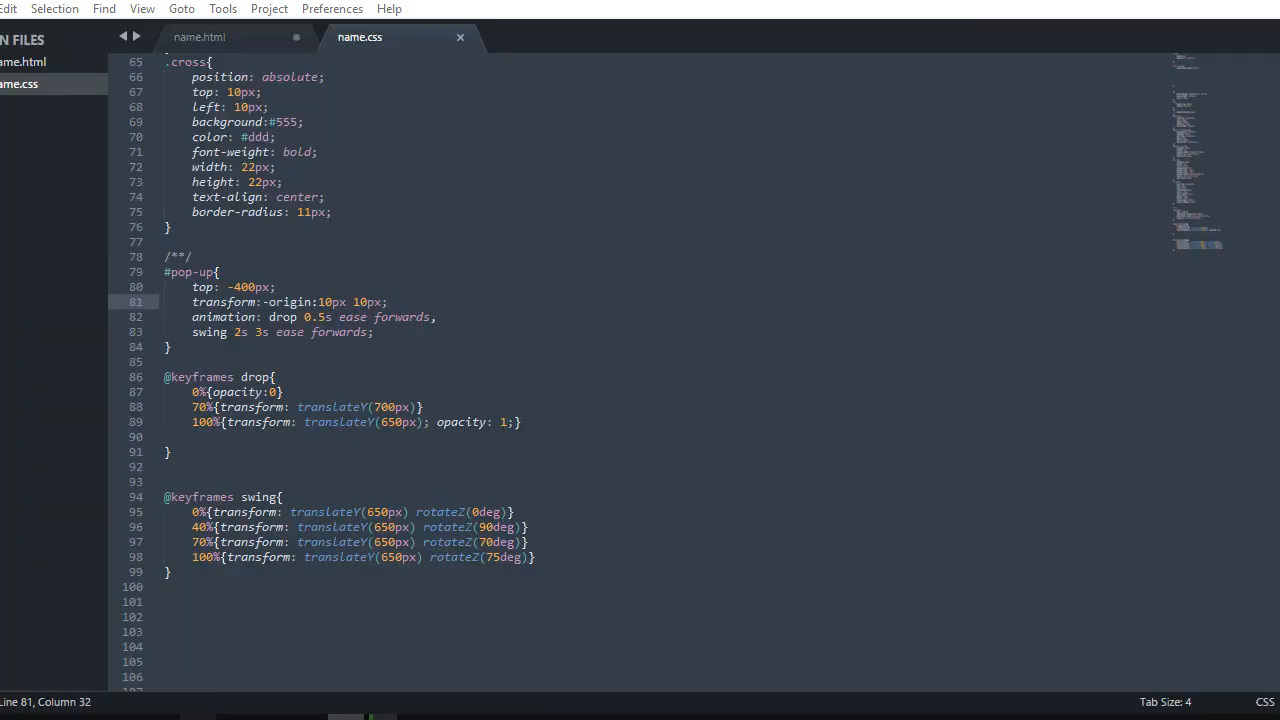 Edit Selection Find View Goto Tools Project Preferences Help
N FILES
name.html name.css ×
ame.html
ame.css
65 .cross{
66 position: absolute;
67 top: 10px;
68 left: 10px;
69 background:#555;
70 color: #ddd;
71 font-weight: bold;
72 width: 22px;
73 height: 22px;
74 text-align: center;
75 border-radius: 11px;
76 }
77
78 /**/
79 #pop-up{
80 top: -400px;
81 transform:-origin:10px 10px;
82 animation: drop 0.5s ease forwards,
83 swing 2s 3s ease forwards;
84 }
85
86 @keyframes drop{
87 0%{opacity:0}
88 70%{transform: translateY(700px)}
89 100%{transform: translateY(650px); opacity: 1;}
90
91 }
92
93
94 @keyframes swing{
95 0%{transform: translateY(650px) rotateZ(0deg)}
96 40%{transform: translateY(650px) rotateZ(90deg)}
97 70%{transform: translateY(650px) rotateZ(70deg)}
98 100%{transform: translateY(650px) rotateZ(75deg)}
99 }
100
101
102
103
104
105
106
107
Line 81, Column 32 Tab Size: 4 CSS